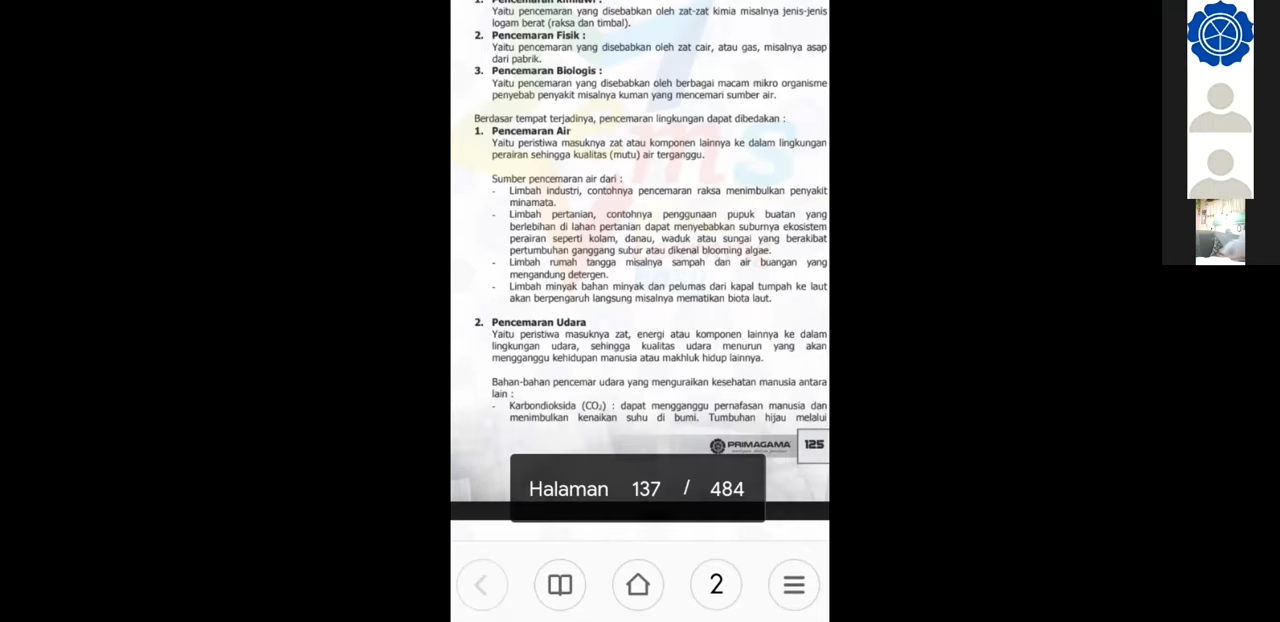 1. Pencemaran Kimiawi :
Yaitu pencemaran yang disebabkan oleh zat-zat kimia misalnya jenis-jenis
logam berat (raksa dan timbal).
2. Pencemaran Fisik :
Yaitu pencemaran yang disebabkan oleh zat cair, atau gas, misalnya asap
dari pabrik.
3. Pencemaran Biologis :
Yaitu pencemaran yang disebabkan oleh berbagai macam mikro organisme
penyebab penyakit misalnya kuman yang mencemari sumber air.
Berdasar tempat terjadinya, pencemaran lingkungan dapat dibedakan :
1. Pencemaran Air
Yaitu peristiwa masuknya zat atau komponen lainnya ke dalam lingkungan
perairan sehingga kualitas (mutu) air terganggu.
Sumber pencemaran air dari :
- Limbah industri, contohnya pencemaran raksa menimbulkan penyakit
minamata.
- Limbah pertanian, contohnya penggunaan pupuk buatan yang
berlebihan di lahan pertanian dapat menyebabkan suburnya ekosistem
perairan seperti kolam, danau, waduk atau sungai yang berakibat
pertumbuhan ganggang subur atau dikenal blooming algae.
- Limbah rumah tangga misalnya sampah dan air buangan yang
mengandung detergen.
- Limbah minyak bahan minyak dan pelumas dari kapal tumpah ke laut
akan berpengaruh langsung misalnya mematikan biota laut.
2. Pencemaran Udara
Yaitu peristiwa masuknya zat, energi atau komponen lainnya ke dalam
lingkungan udara, sehingga kualitas udara menurun yang akan
mengganggu kehidupan manusia atau makhluk hidup lainnya.
Bahan-bahan pencemar udara yang menguraikan kesehatan manusia antara
lain :
- Karbondioksida (CO₂) : dapat mengganggu pernafasan manusia dan
menimbulkan kenaikan suhu di bumi. Tumbuhan hijau melalui
PRIMAGAMA 125
Halaman 137 / 484
2